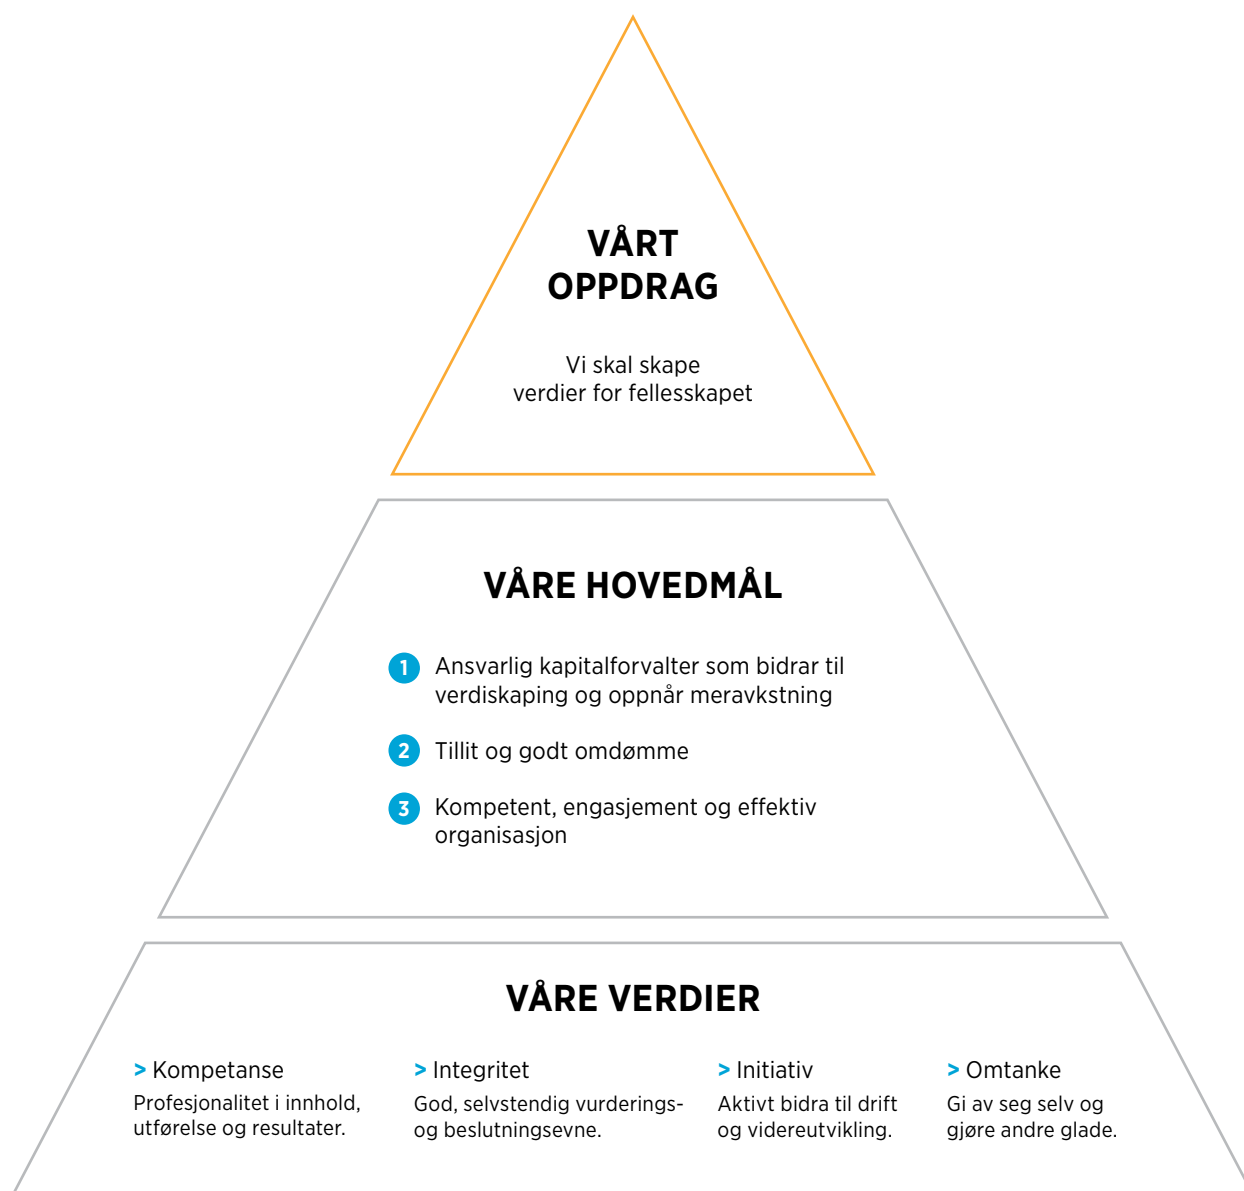 VÅRT
OPPDRAG
Vi skal skape
verdier for fellesskapet
VÅRE HOVEDMÅL
1 Ansvarlig kapitalforvalter som bidrar til
verdiskaping og oppnår meravkstning
2 Tillit og godt omdømme
3 Kompetent, engasjement og effektiv
organisasjon
VÅRE VERDIER
> Kompetanse
Profesjonalitet i innhold,
utførelse og resultater.
> Integritet
God, selvstendig vurderings-
og beslutningsevne.
> Initiativ
Aktivt bidra til drift
og videreutvikling.
> Omtanke
Gi av seg selv og
gjøre andre glade.